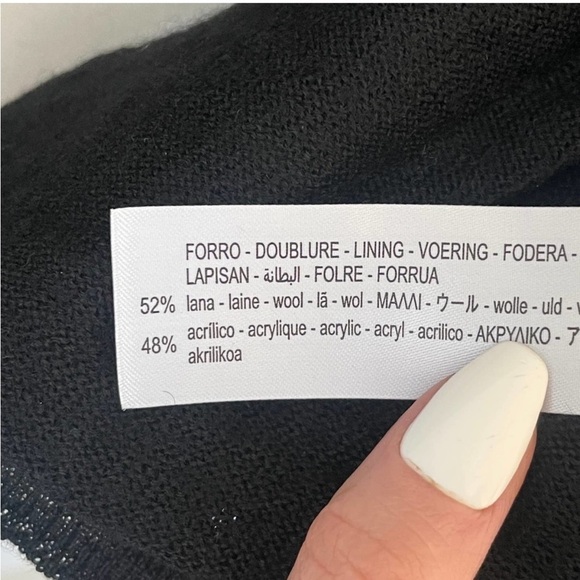 FORRO - DOUBLURE - LINING - VOERING - FODERA -
LAPISAN - البطانة - FOLRE - FORRUA
52% lana - laine - wool - lã - wol - ΜΑΛΛΙ - ウール - wolle - uld -
48% acrílico - acrylique - acrylic - acryl - acrilico - ΑΚΡΥΛΙΚΟ -
akrilikoa